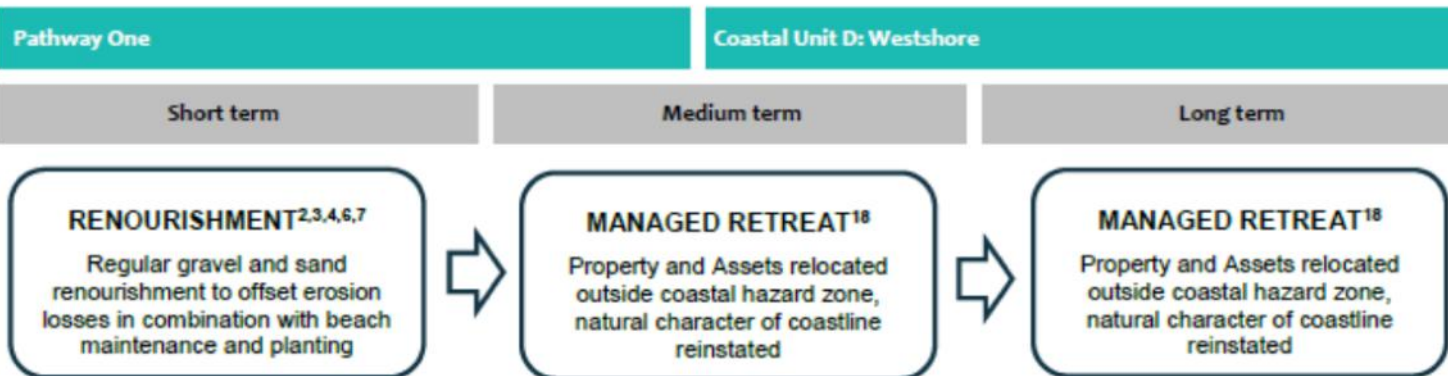 Pathway One
Coastal Unit D: Westshore
Short term
Medium term
Long term
RENOURISHMENT2,3,4,6,7
Regular gravel and sand
renourishment to offset erosion
losses in combination with beach
maintenance and planting
MANAGED RETREAT18
Property and Assets relocated
outside coastal hazard zone,
natural character of coastline
reinstated
MANAGED RETREAT18
Property and Assets relocated
outside coastal hazard zone,
natural character of coastline
reinstated